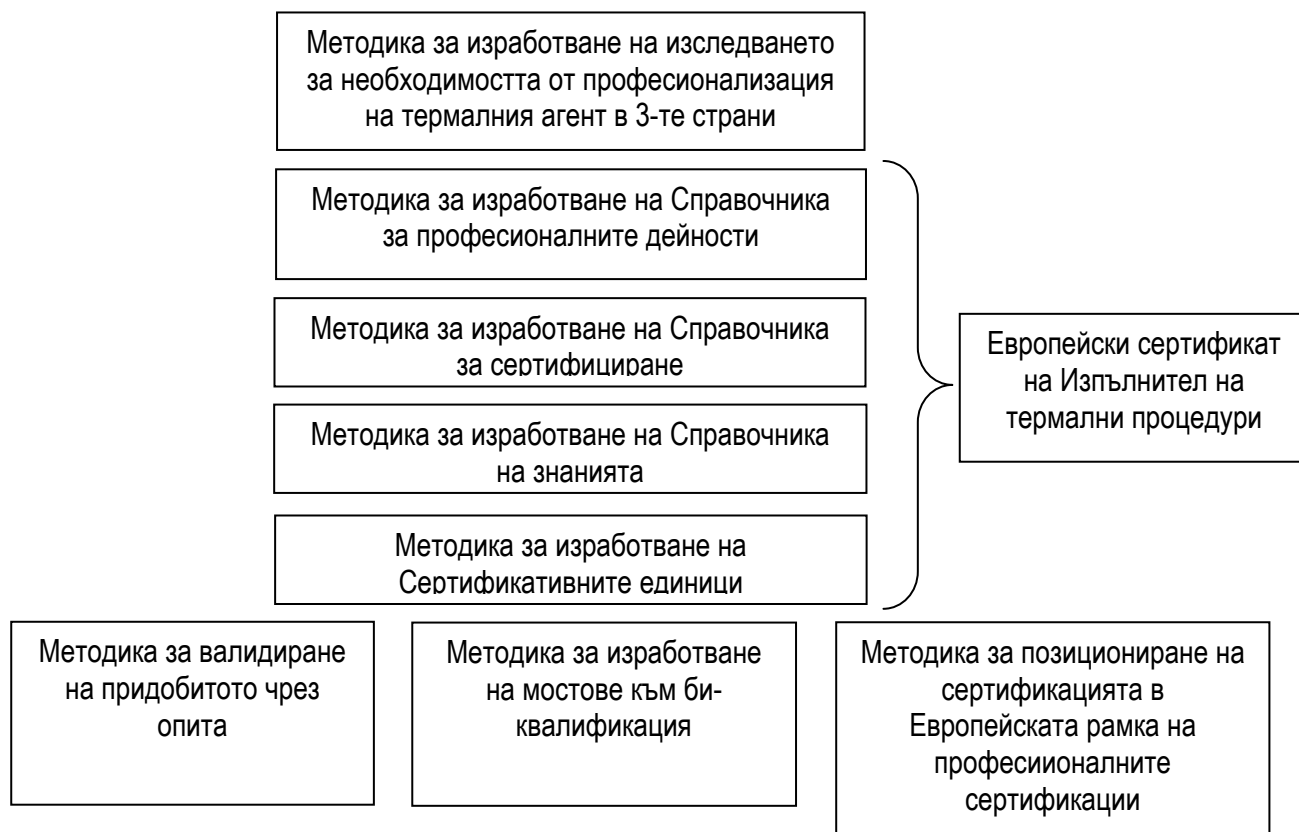 Методика за изработване на изследването
за необходимостта от професионализация
на термалния агент в 3-те страни
Методика за изработване на Справочника
за професионалните дейности
Методика за изработване на Справочника
за сертифициране
Методика за изработване на Справочника
на знанията
Методика за изработване на
Сертификативните единици
Европейски сертификат
на Изпълнител на
термални процедури
Методика за валидиране
на придобитото чрез
опита
Методика за изработване
на мостове към би-
квалификация
Методика за позициониране на
сертификацията в
Европейската рамка на
професиионалните
сертификации